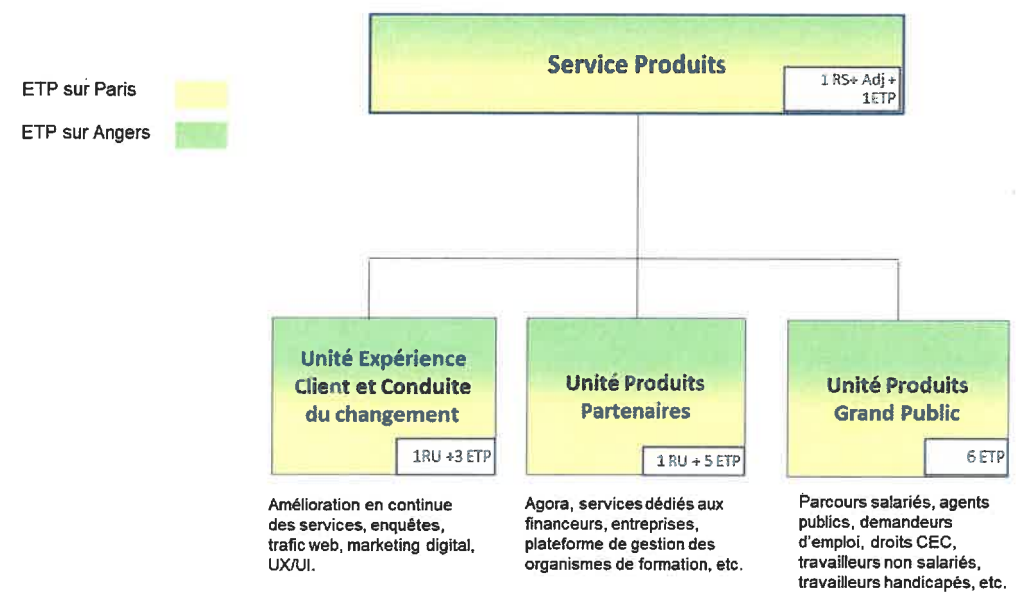 Service Produits
1 RS+ Adj +
1ETP
ETP sur Paris
ETP sur Angers
Unité Expérience
Client et Conduite
du changement
1RU +3 ETP
Unité Produits
Partenaires
1 RU + 5 ETP
Unité Produits
Grand Public
6 ETP
Amélioration en continue
des services, enquêtes,
trafic web, marketing digital,
UX/UI.
Agora, services dédiés aux
financeurs, entreprises,
plateforme de gestion des
organismes de formation, etc.
Parcours salariés, agents
publics, demandeurs
d'emploi, droits CEC,
travailleurs non salariés,
travailleurs handicapés, etc.